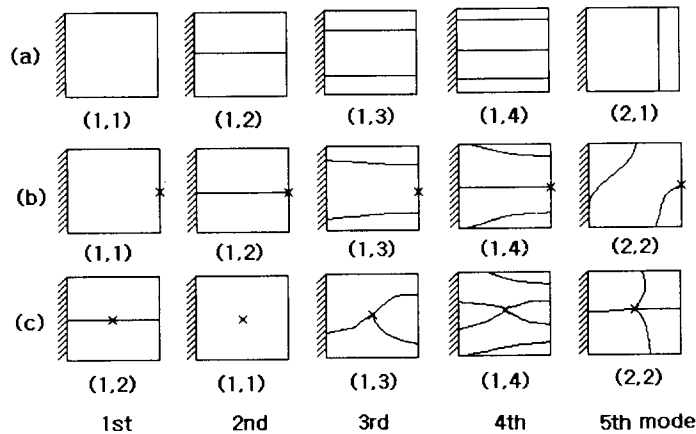 (a)
(1,1) (1,2) (1,3) (1,4) (2,1)
(b)
(1,1) (1,2) (1,3) (1,4) (2,2)
(c)
(1,2) (1,1) (1,3) (1,4) (2,2)
1st 2nd 3rd 4th 5th mode